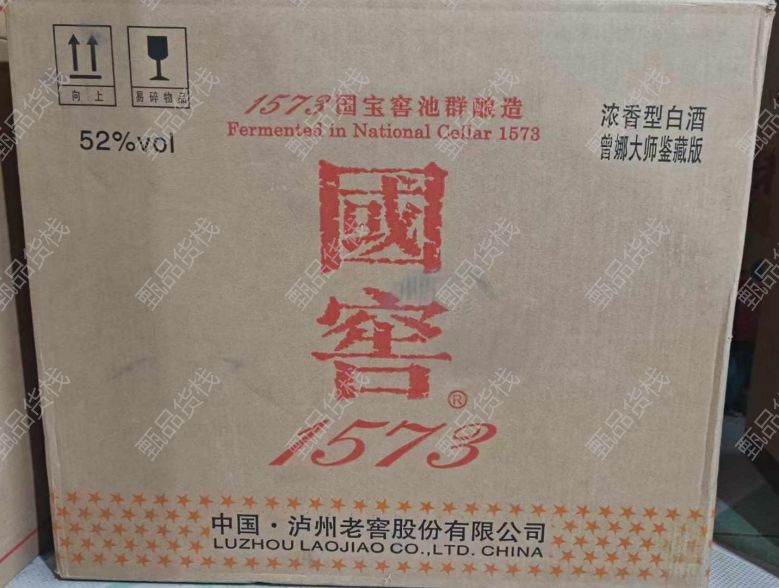 向上
易碎物品
52%vol
1573国宝窖池群酿造
Fermented in National Cellar 1573
浓香型白酒
曾娜大师鉴藏版
國
窖®
1573
中国·泸州老窖股份有限公司
LUZHOU LAOJIAO CO.,LTD. CHINA
甄品货栈